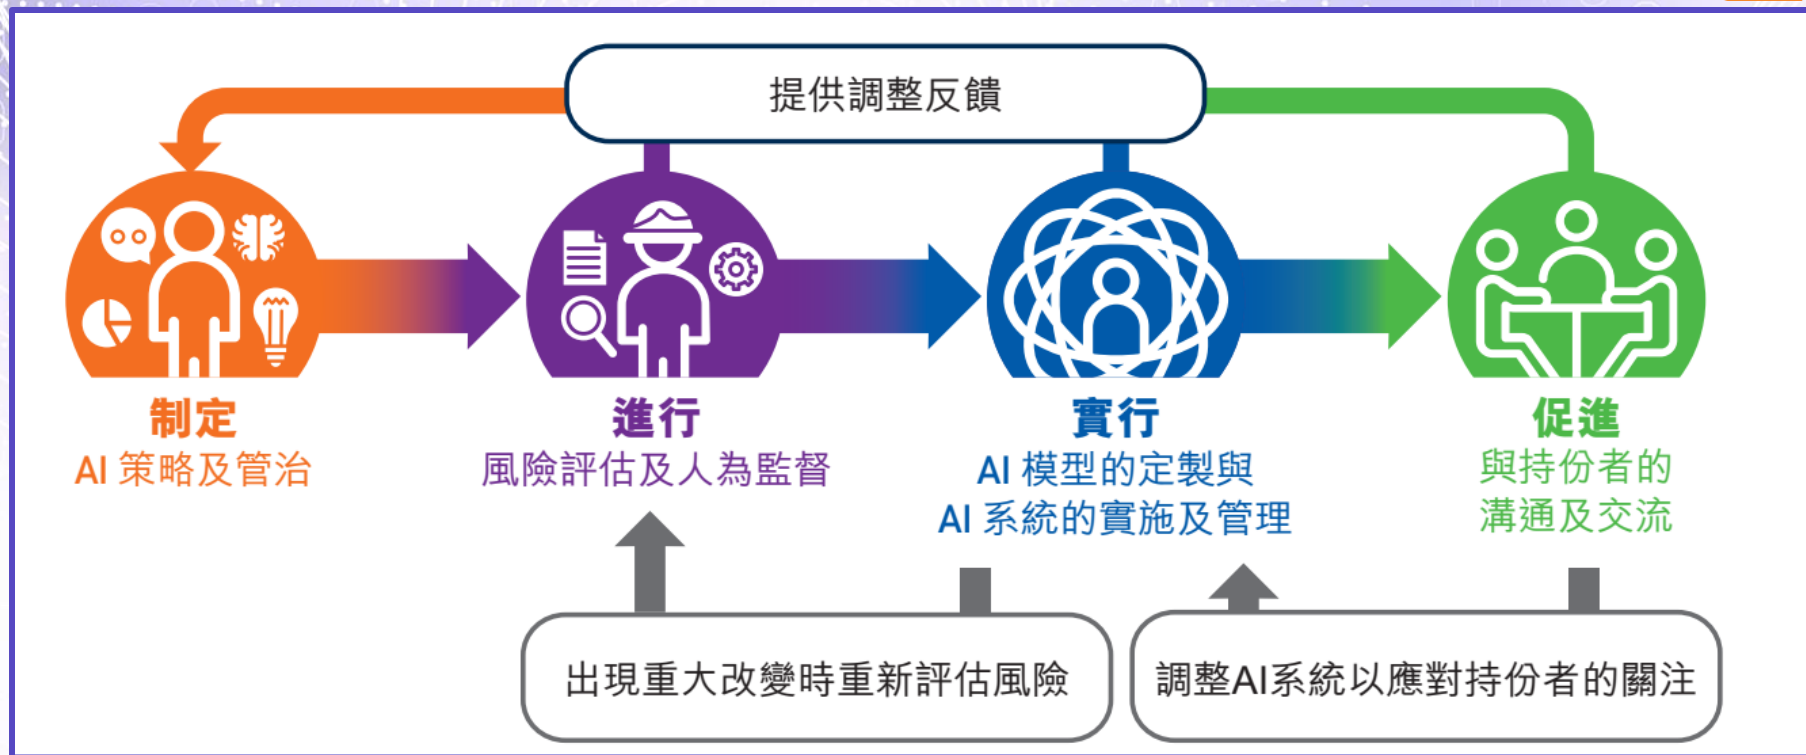 提供調整反饋
制定
AI 策略及管治
進行
風險評估及人為監督
實行
AI 模型的定製與
AI 系統的實施及管理
促進
與持份者的
溝通及交流
出現重大改變時重新評估風險
調整AI系統以應對持份者的關注